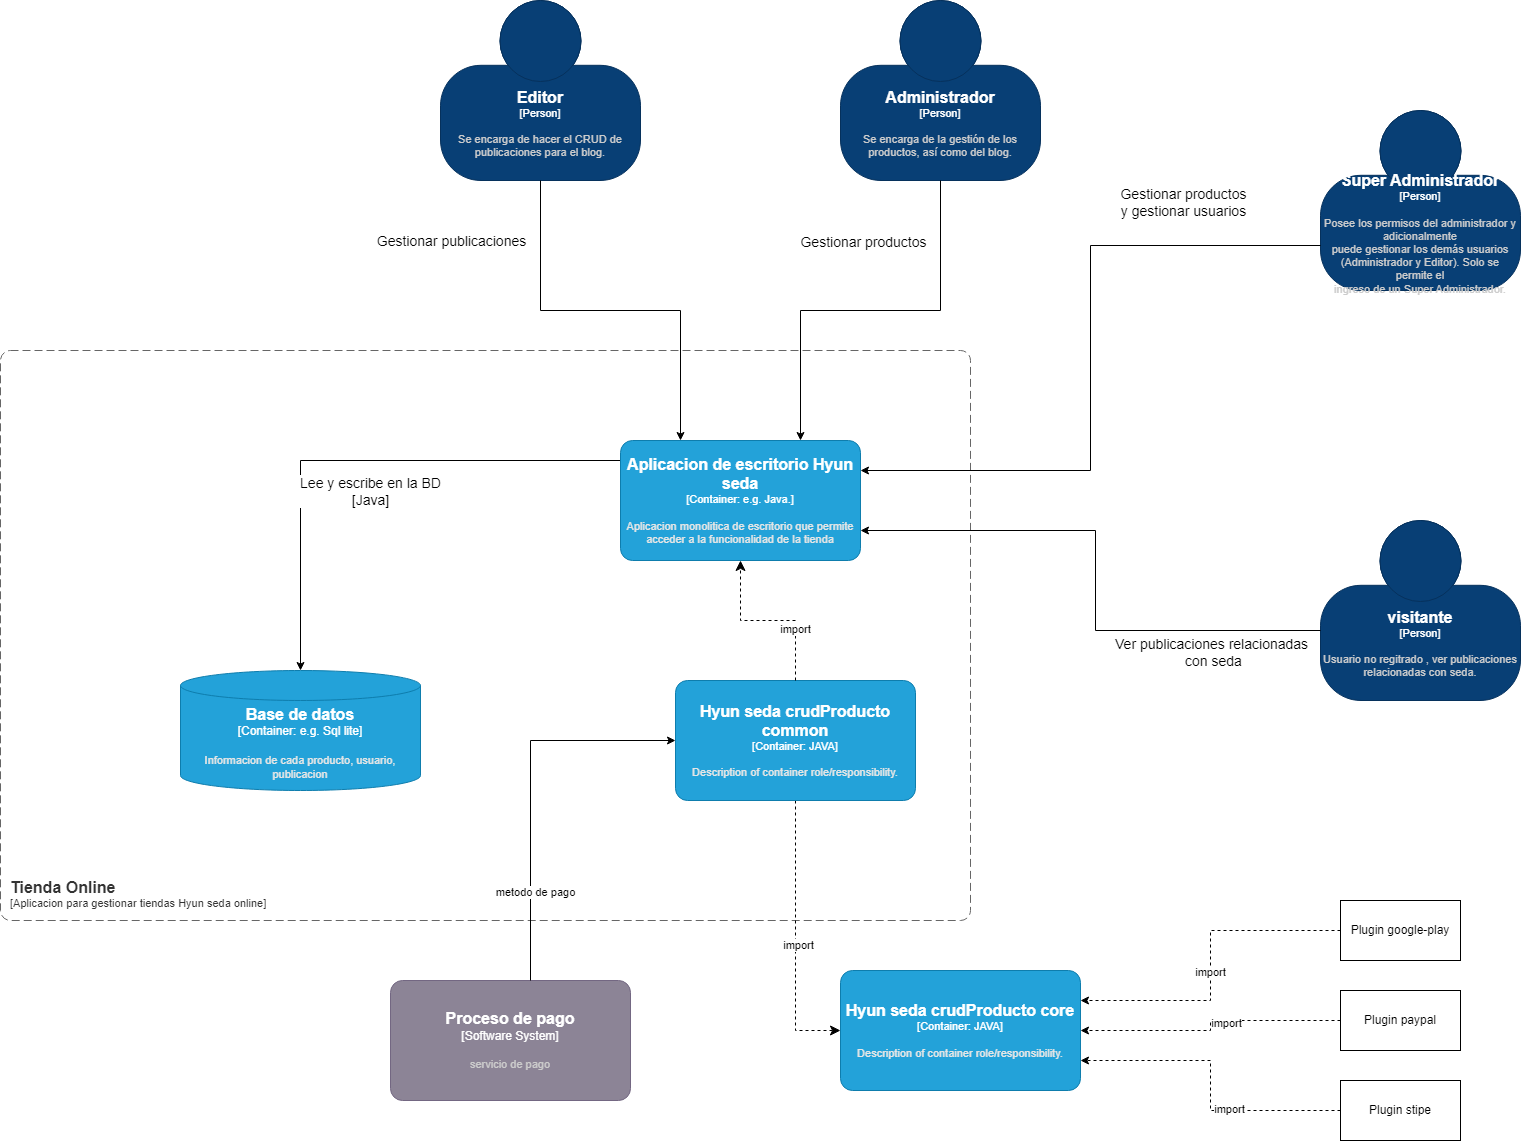 Editor
[Person]
Se encarga de hacer el CRUD de
publicaciones para el blog.
Administrador
[Person]
Se encarga de la gestión de los
productos, así como del blog.
Super Administrador
[Person]
Posee los permisos del administrador y
adicionalmente
puede gestionar los demás usuarios
(Administrador y Editor). Solo se
permite el
ingreso de un Super Administrador.
Gestionar productos
y gestionar usuarios
Gestionar publicaciones
Gestionar productos
Aplicacion de escritorio Hyun
seda
[Container: e.g. Java.]
Aplicacion monolitica de escritorio que permite
acceder a la funcionalidad de la tienda
Lee y escribe en la BD
[Java]
visitante
[Person]
Usuario no regitrado , ver publicaciones
relacionadas con seda.
Ver publicaciones relacionadas
con seda
import
Base de datos
[Container: e.g. Sql lite]
Informacion de cada producto, usuario,
publicacion
Hyun seda crudProducto
common
[Container: JAVA]
Description of container role/responsibility.
Tienda Online
[Aplicacion para gestionar tiendas Hyun seda online]
metodo de pago
import
Proceso de pago
[Software System]
servicio de pago
Hyun seda crudProducto core
[Container: JAVA]
Description of container role/responsibility.
import
Plugin google-play
import
Plugin paypal
import
Plugin stipe